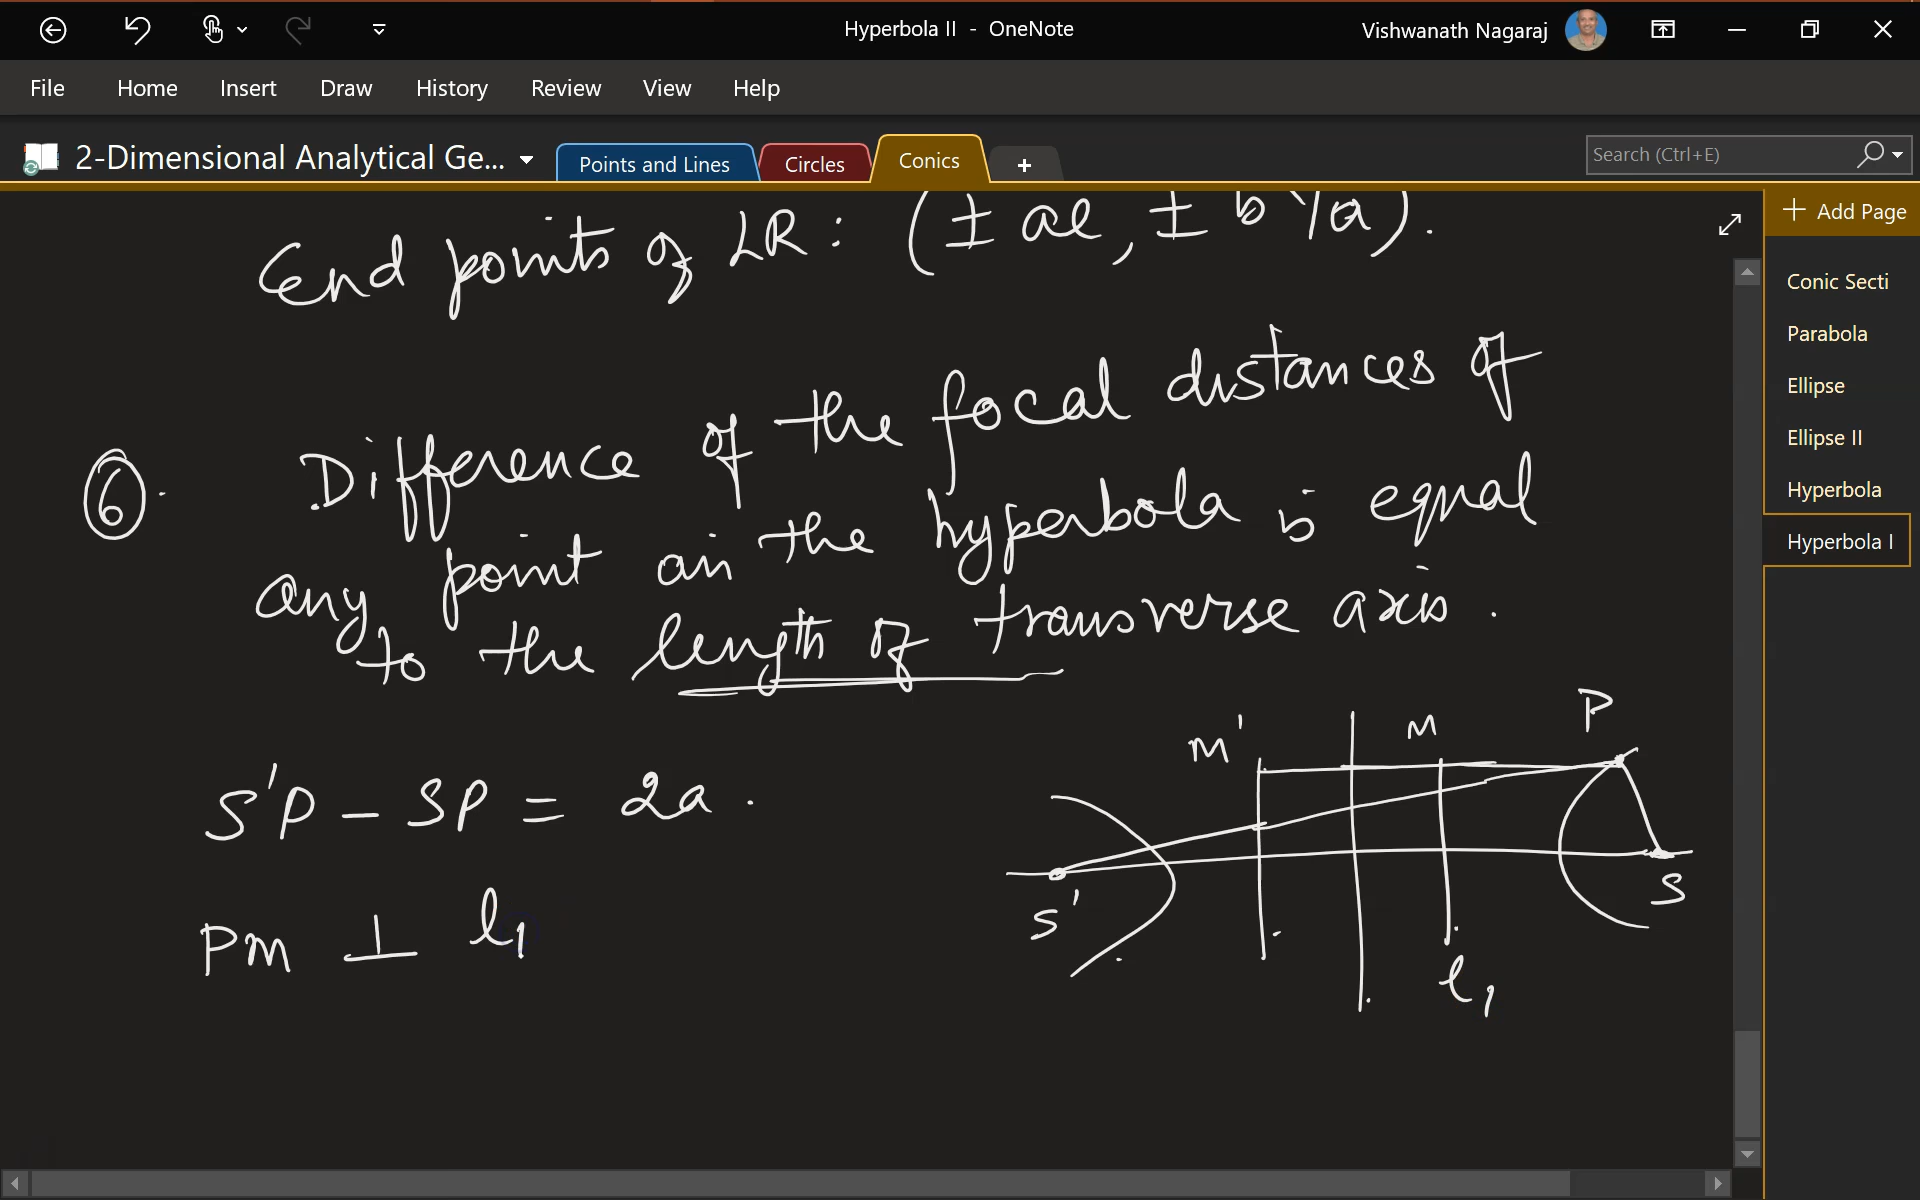 Hyperbola II - OneNote
Vishwanath Nagaraj
File Home Insert Draw History Review View Help
2-Dimensional Analytical Ge...
Points and Lines
Circles
Conics
+
Search (Ctrl+E)
+ Add Page
Conic Secti
Parabola
Ellipse
Ellipse II
Hyperbola
Hyperbola I
End points of LR : (± ae, ± b²/a).
6. Difference of the focal distances of
any point on the hyperbola is equal
to the length of transverse axis.
S'P - SP = 2a.
PM ⊥ l₁
M'
M
P
S'
S
l₁